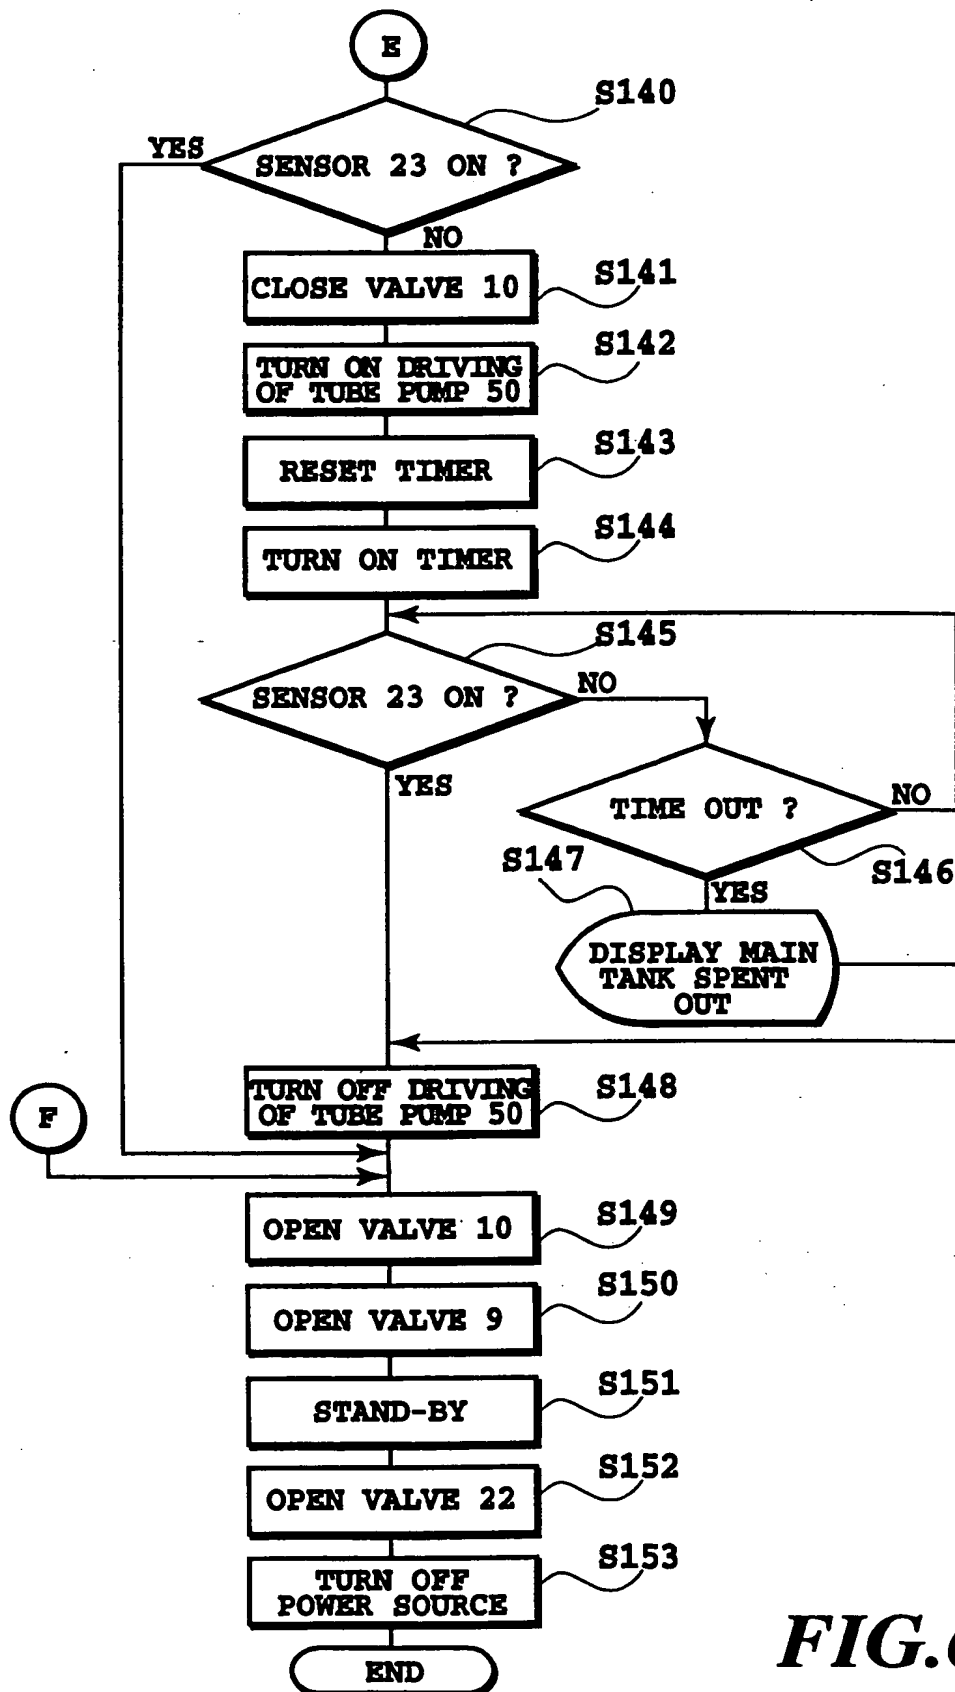 E
S140
YES
SENSOR 23 ON ?
NO
CLOSE VALVE 10
S141
TURN ON DRIVING
OF TUBE PUMP 50
S142
RESET TIMER
S143
TURN ON TIMER
S144
S145
SENSOR 23 ON ?
NO
YES
TIME OUT ?
NO
S146
S147
YES
DISPLAY MAIN
TANK SPENT
OUT
TURN OFF DRIVING
OF TUBE PUMP 50
S148
F
OPEN VALVE 10
S149
OPEN VALVE 9
S150
STAND-BY
S151
OPEN VALVE 22
S152
TURN OFF
POWER SOURCE
S153
END
FIG.